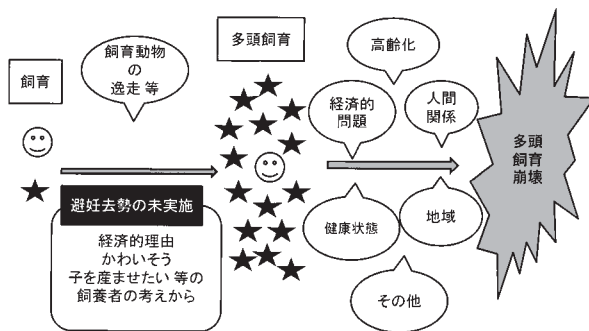 飼育
飼育動物
の
逸走 等
多頭飼育
高齢化
経済的
問題
人間
関係
多頭
飼育
崩壊
避妊去勢の未実施
経済的理由
かわいそう
子を産ませたい 等の
飼養者の考えから
健康状態
地域
その他